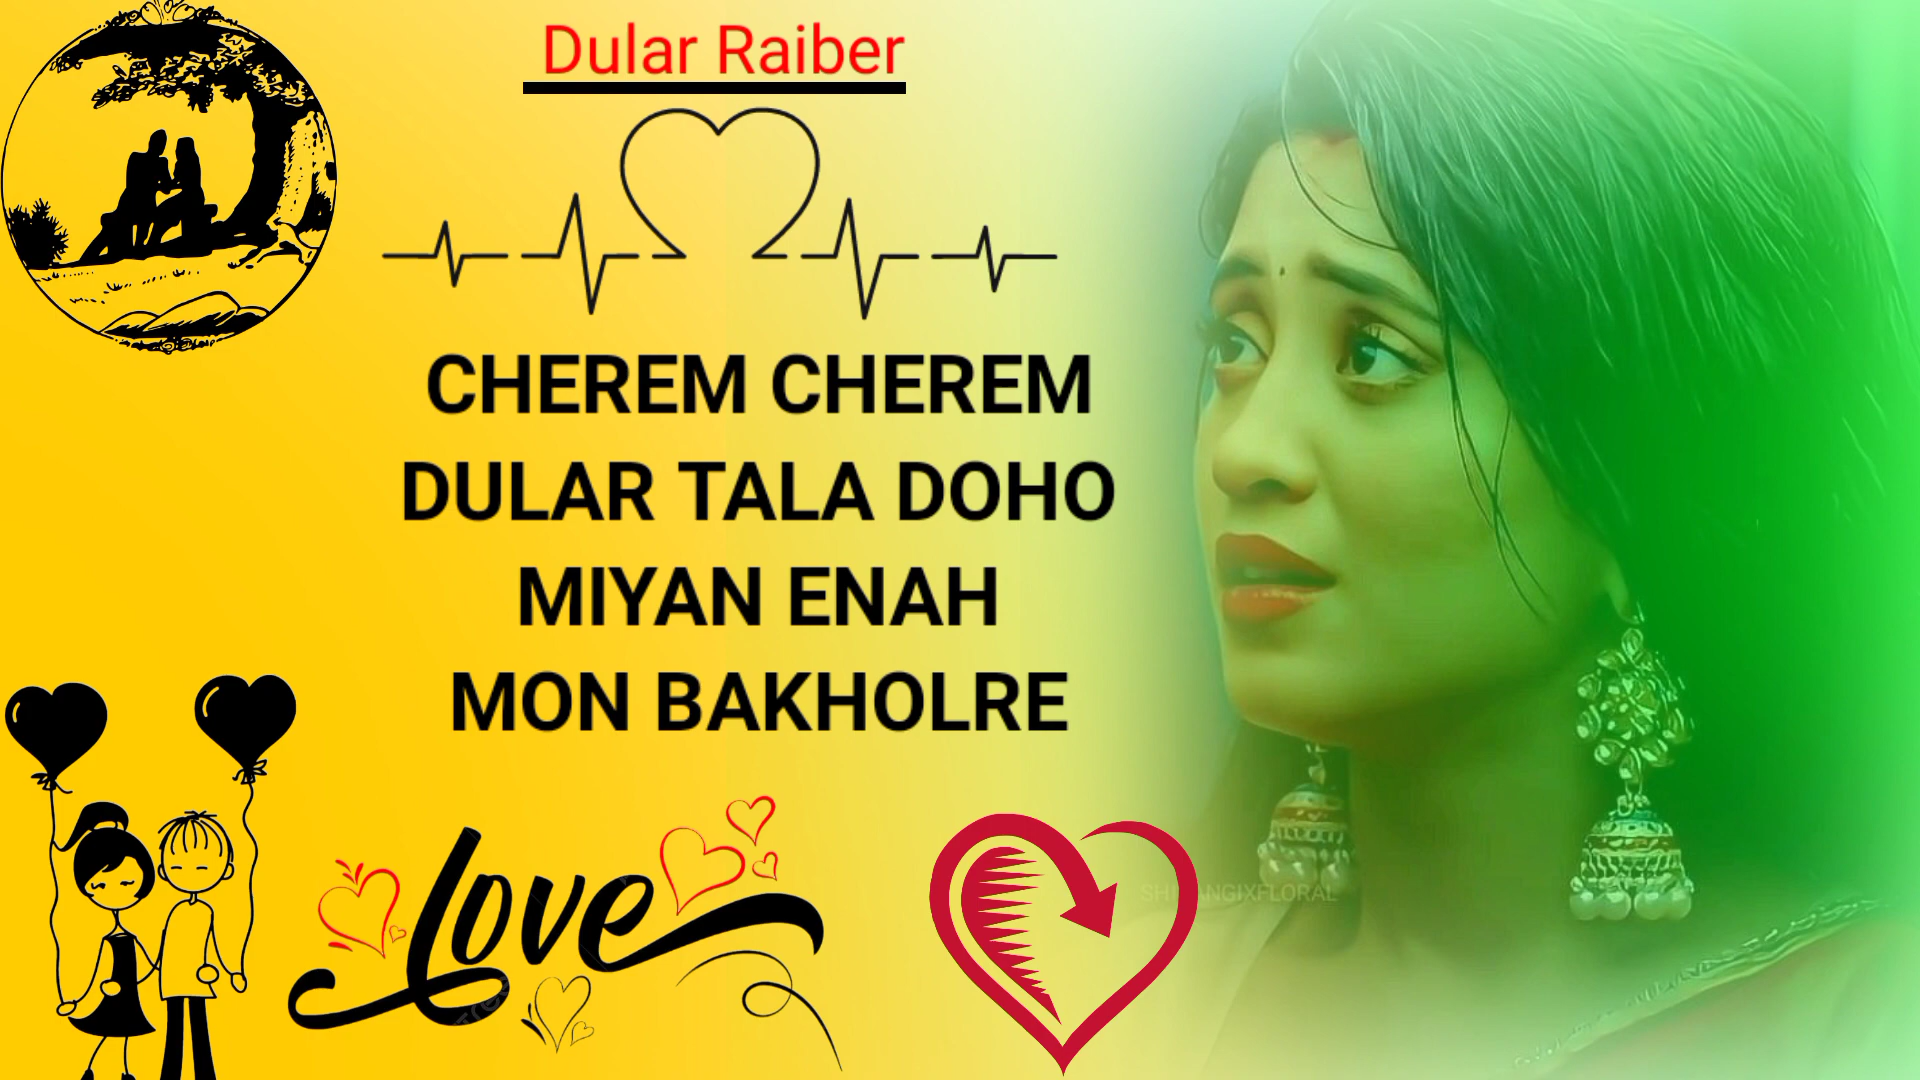 Dular Raiber
CHEREM CHEREM
DULAR TALA DOHO
MIYAN ENAH
MON BAKHOLRE
Love